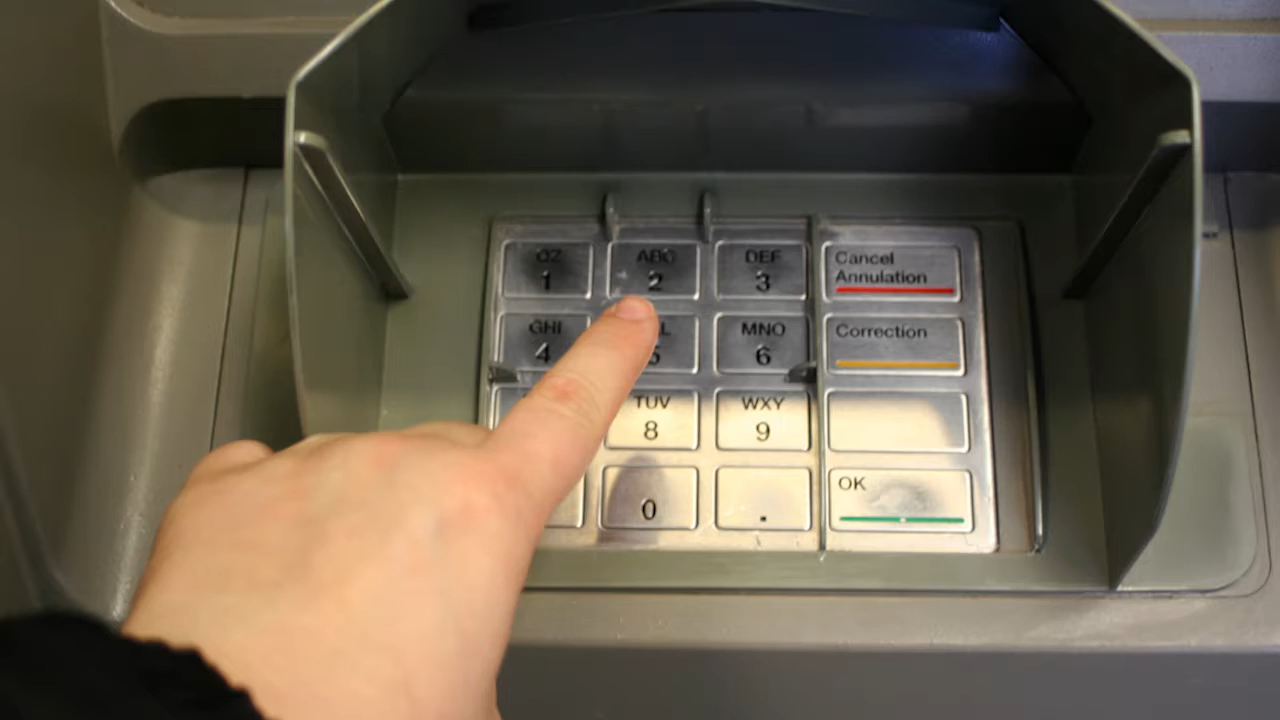 QZ
1
ABC
2
DEF
3
Cancel
Annulation
GHI
4
L
5
MNO
6
Correction
TUV
8
WXY
9
0
.
OK